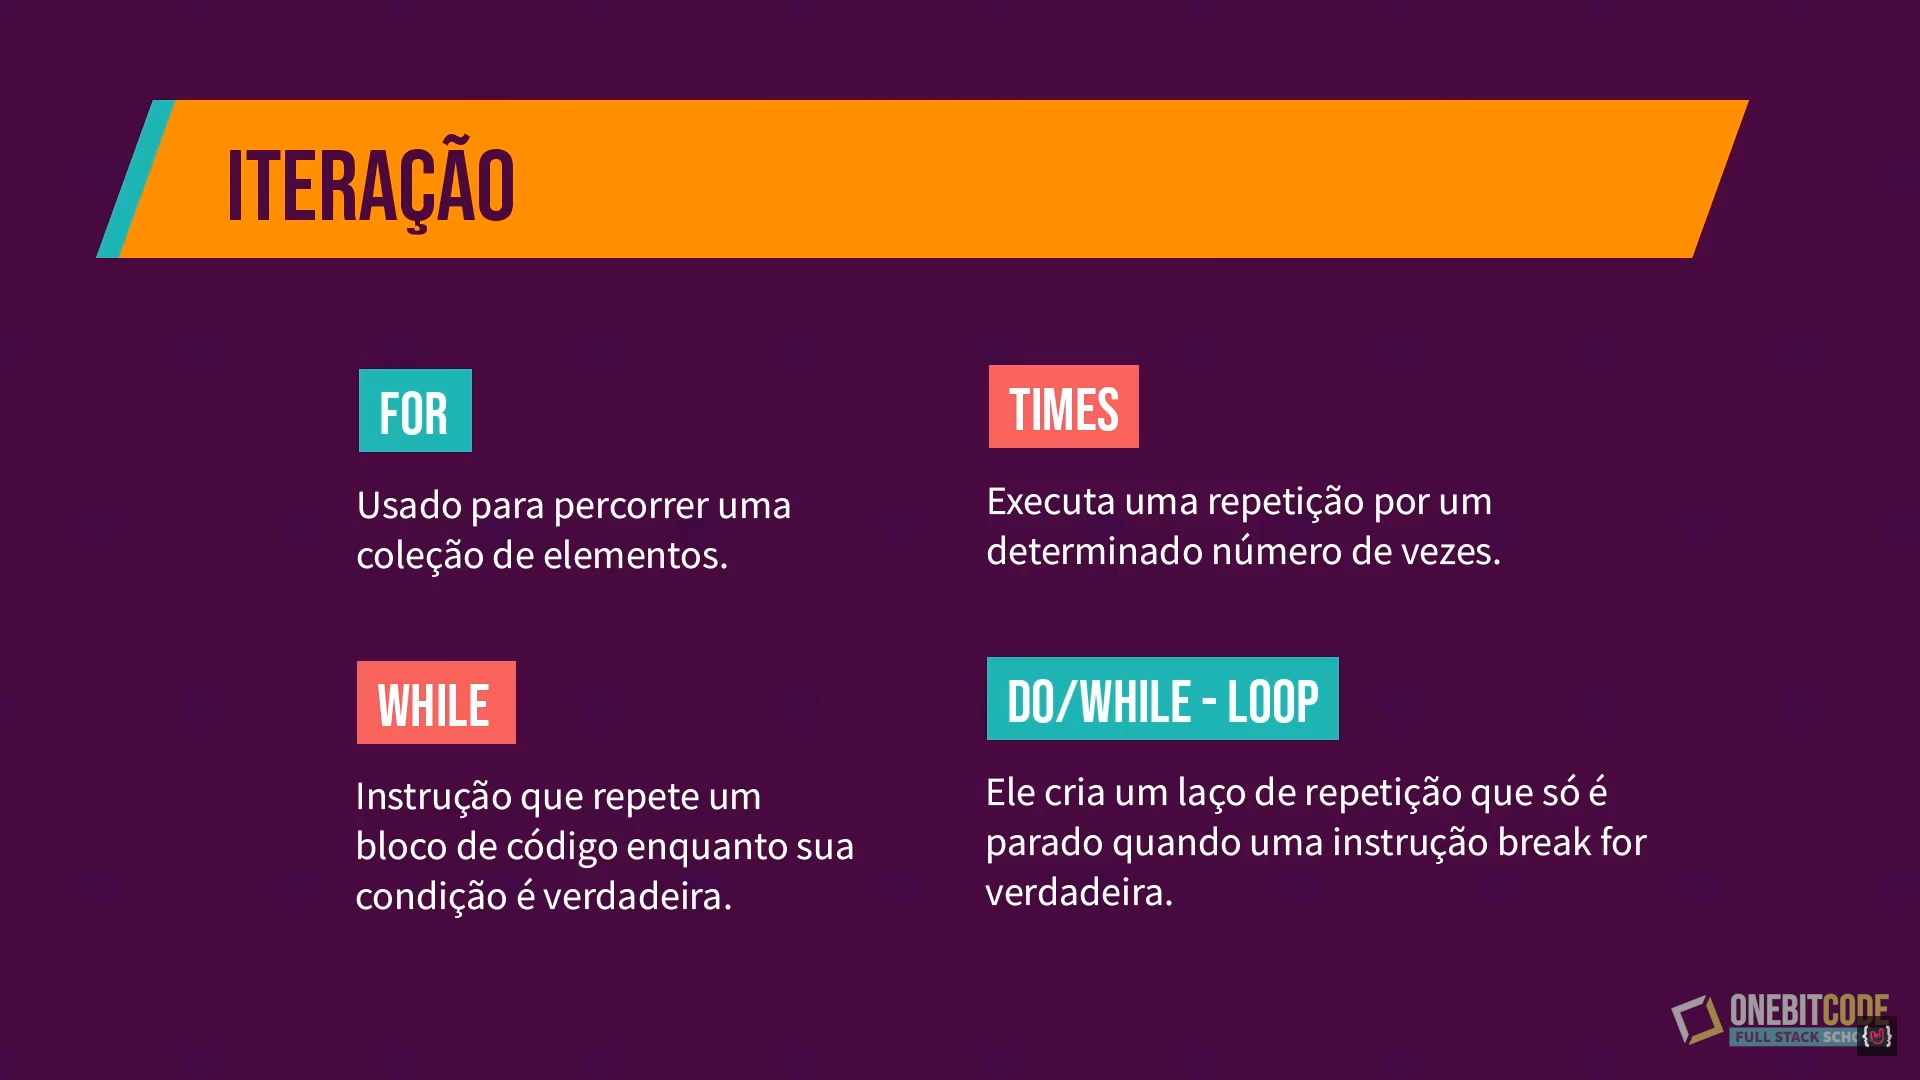 ITERAÇÃO
FOR
Usado para percorrer uma
coleção de elementos.
TIMES
Executa uma repetição por um
determinado número de vezes.
WHILE
Instrução que repete um
bloco de código enquanto sua
condição é verdadeira.
DO/WHILE - LOOP
Ele cria um laço de repetição que só é
parado quando uma instrução break for
verdadeira.
ONEBITCODE
FULL STACK